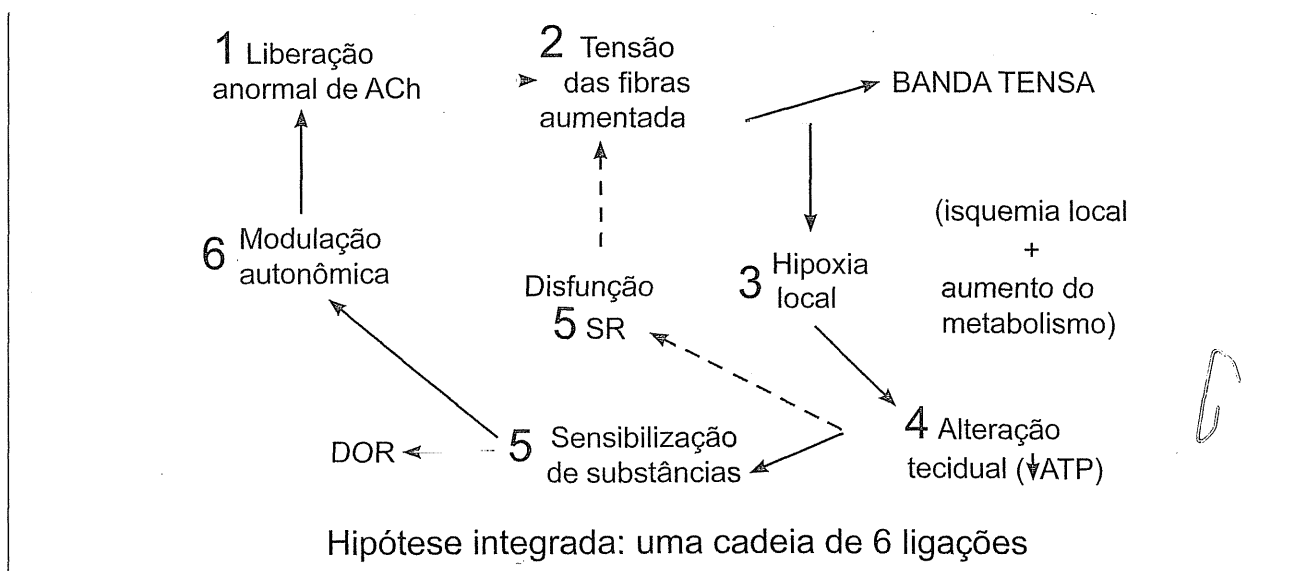 1 Liberação
anormal de ACh
2 Tensão
das fibras
aumentada
BANDA TENSA
6 Modulação
autonômica
Disfunção
5 SR
3 Hipoxia
local
(isquemia local
+
aumento do
metabolismo)
DOR
5 Sensibilização
de substâncias
4 Alteração
tecidual (↓ATP)
Hipótese integrada: uma cadeia de 6 ligações